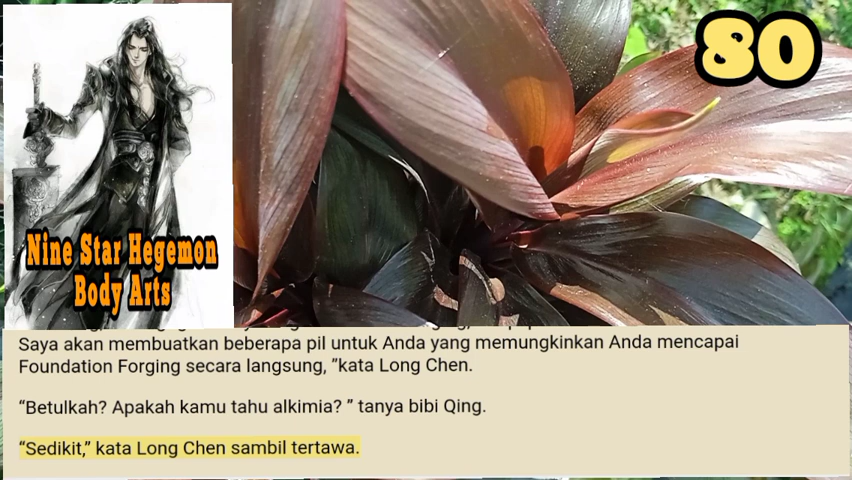 80
Nine Star Hegemon
Body Arts
Saya akan membuatkan beberapa pil untuk Anda yang memungkinkan Anda mencapai
Foundation Forging secara langsung, ”kata Long Chen.
“Betulkah? Apakah kamu tahu alkimia? ” tanya bibi Qing.
“Sedikit,” kata Long Chen sambil tertawa.